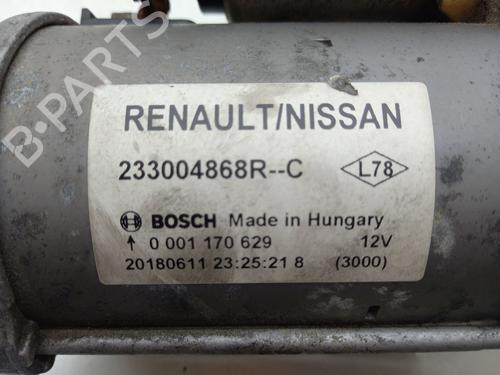 B-PARTS
RENAULT/NISSAN
233004868R--C L78
BOSCH Made in Hungary
↑ 0 001 170 629 12V
20180611 23:25:21 8 (3000)